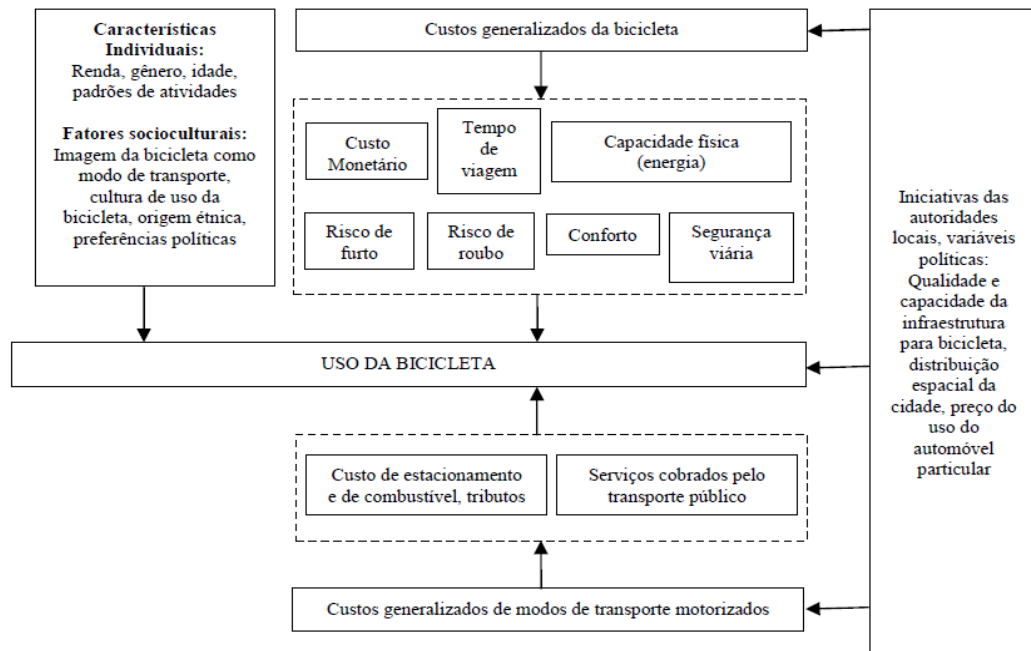 Características
Individuais:
Renda, gênero, idade,
padrões de atividades
Fatores socioculturais:
Imagem da bicicleta como
modo de transporte,
cultura de uso da
bicicleta, origem étnica,
preferências políticas
Custos generalizados da bicicleta
Custo
Monetário
Tempo
de
viagem
Capacidade física
(energia)
Risco de
furto
Risco de
roubo
Conforto
Segurança
viária
USO DA BICICLETA
Custo de estacionamento
e de combustível, tributos
Serviços cobrados pelo
transporte público
Custos generalizados de modos de transporte motorizados
Iniciativas das
autoridades
locais, variáveis
políticas:
Qualidade e
capacidade da
infraestrutura
para bicicleta,
distribuição
espacial da
cidade, preço do
uso do
automóvel
particular